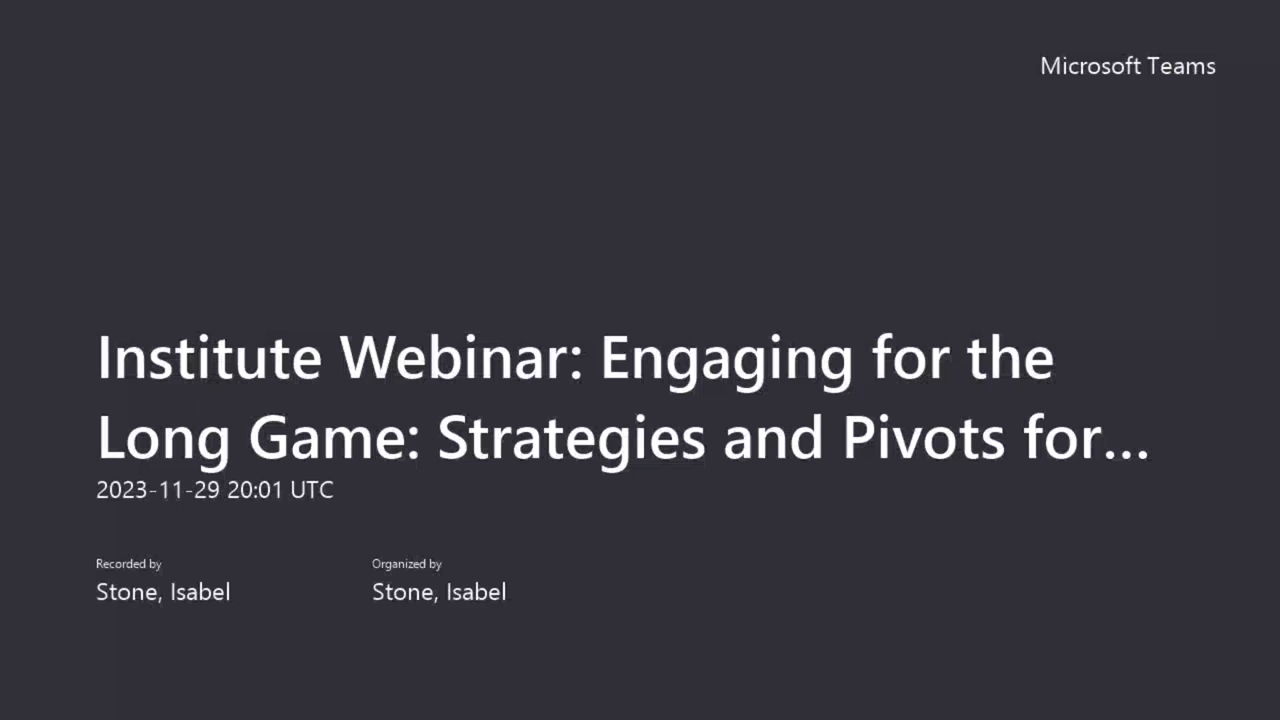 Microsoft Teams
Institute Webinar: Engaging for the
Long Game: Strategies and Pivots for...
2023-11-29 20:01 UTC
Recorded by
Organized by
Stone, Isabel
Stone, Isabel